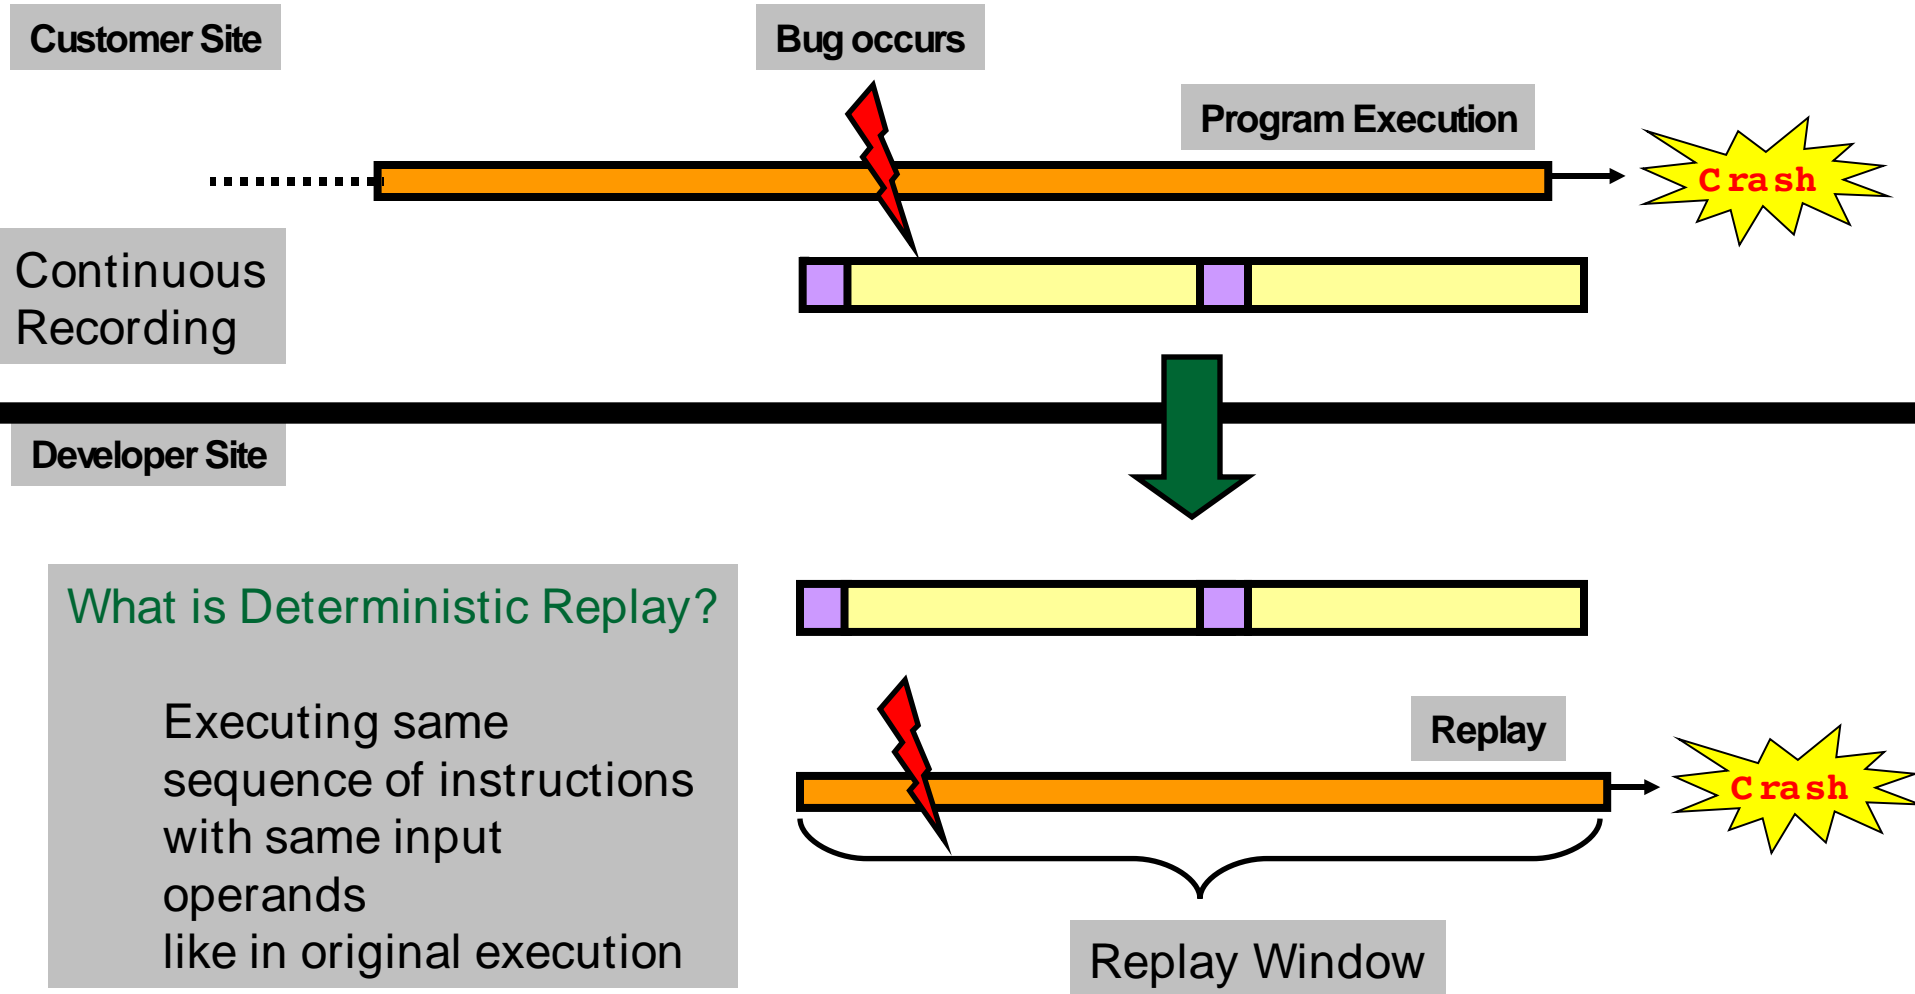 Customer Site
Bug occurs
Program Execution
Crash
Continuous
Recording
Developer Site
What is Deterministic Replay?
Executing same
sequence of instructions
with same input
operands
like in original execution
Replay
Crash
Replay Window